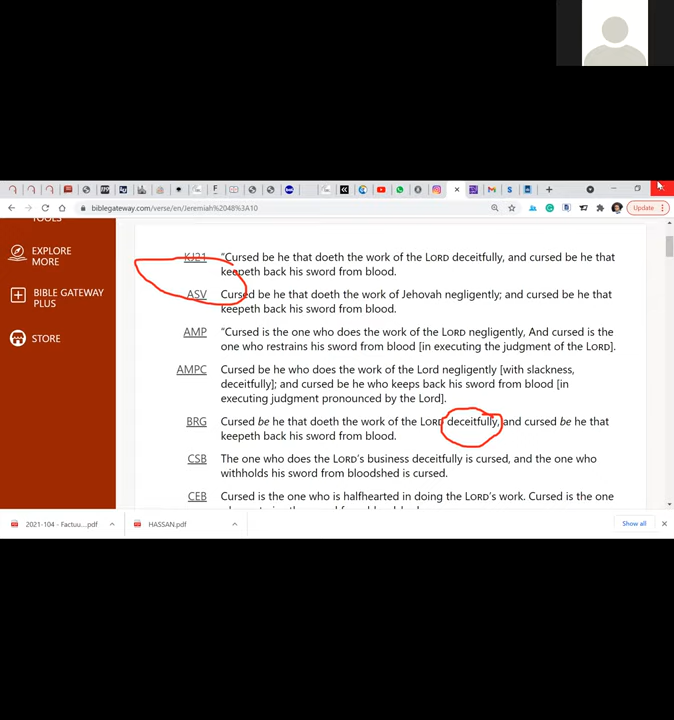 biblegateway.com/verse/en/Jeremiah%2048%3A10
Update
TOOLS
EXPLORE
MORE
BIBLE GATEWAY
PLUS
STORE
KJ21 "Cursed be he that doeth the work of the LORD deceitfully, and cursed be he that
keepeth back his sword from blood.
ASV Cursed be he that doeth the work of Jehovah negligently; and cursed be he that
keepeth back his sword from blood.
AMP "Cursed is the one who does the work of the LORD negligently, And cursed is the
one who restrains his sword from blood [in executing the judgment of the LORD].
AMPC Cursed be he who does the work of the Lord negligently [with slackness,
deceitfully]; and cursed be he who keeps back his sword from blood [in
executing judgment pronounced by the Lord].
BRG Cursed be he that doeth the work of the LORD deceitfully, and cursed be he that
keepeth back his sword from blood.
CSB The one who does the LORD's business deceitfully is cursed, and the one who
withholds his sword from bloodshed is cursed.
CEB Cursed is the one who is halfhearted in doing the LORD's work. Cursed is the one
2021-104 - Factuu....pdf
HASSAN.pdf
Show all